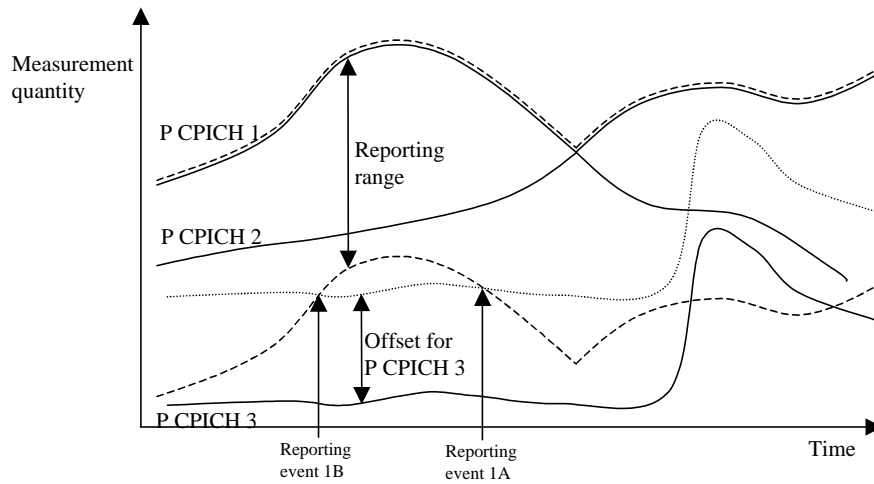 Measurement
quantity
P CPICH 1
Reporting
range
P CPICH 2
Offset for
P CPICH 3
P CPICH 3
Time
Reporting
event 1B
Reporting
event 1A